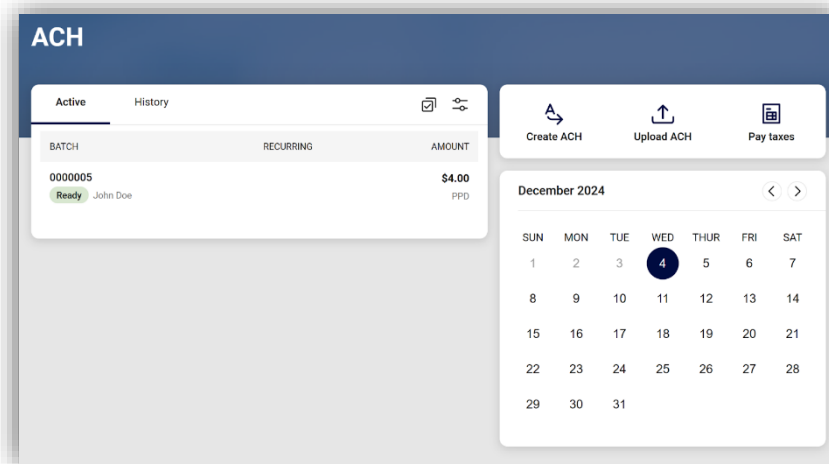 ACH
Active History
BATCH RECURRING AMOUNT
0000005 $4.00
Ready John Doe PPD
Create ACH Upload ACH Pay taxes
December 2024
SUN MON TUE WED THUR FRI SAT
1 2 3 4 5 6 7
8 9 10 11 12 13 14
15 16 17 18 19 20 21
22 23 24 25 26 27 28
29 30 31